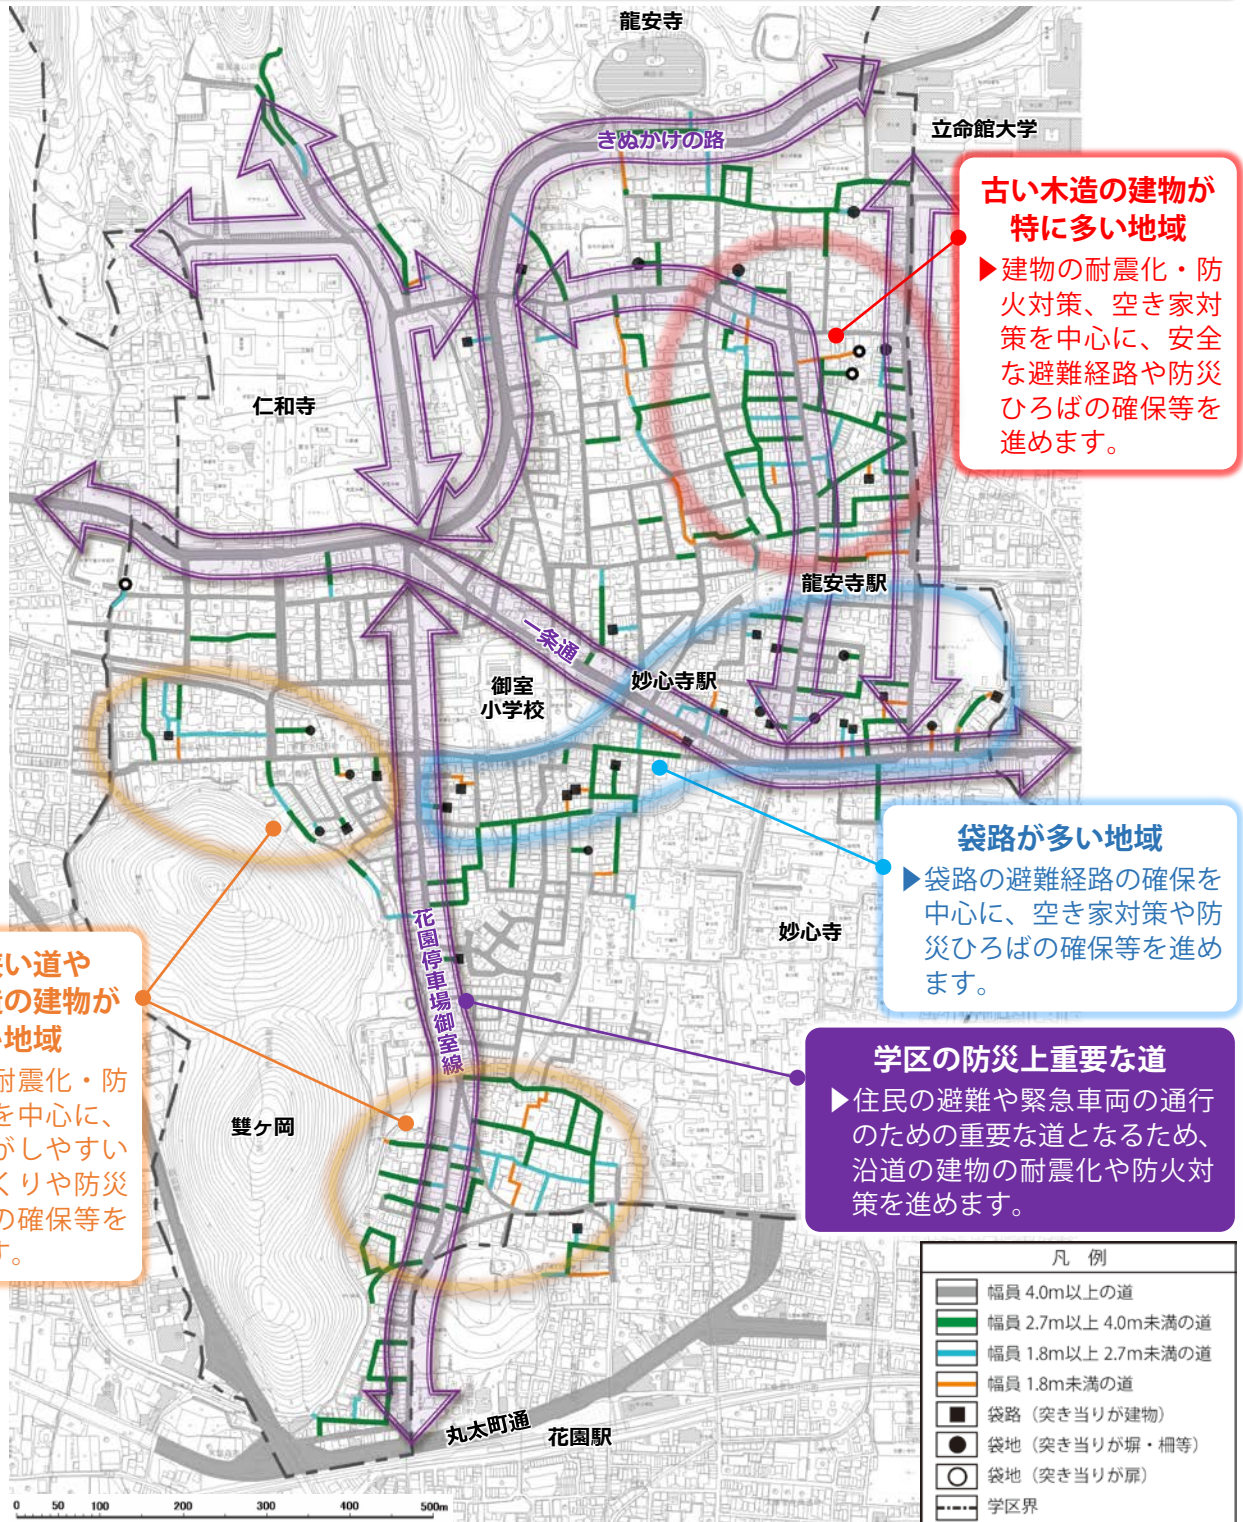 龍安寺
立命館大学
きぬかけの路
古い木造の建物が
特に多い地域
▶建物の耐震化・防
火対策、空き家対
策を中心に、安全
な避難経路や防災
ひろばの確保等を
進めます。
仁和寺
龍安寺駅
一条通
妙心寺駅
御室
小学校
袋路が多い地域
▶袋路の避難経路の確保を
中心に、空き家対策や防
災ひろばの確保等を進め
ます。
妙心寺
花園停車場御室線
い道や
の建物が
地域
耐震化・防
を中心に、
がしやすい
くりや防災
の確保等を
す。
学区の防災上重要な道
▶住民の避難や緊急車両の通行
のための重要な道となるため、
沿道の建物の耐震化や防火対
策を進めます。
雙ヶ岡
丸太町通
花園駅
凡 例
幅員 4.0m以上の道
幅員 2.7m以上 4.0m未満の道
幅員 1.8m以上 2.7m未満の道
幅員 1.8m未満の道
袋路（突き当りが建物）
袋地（突き当りが塀・柵等）
袋地（突き当りが扉）
学区界
0 50 100 200 300 400 500m